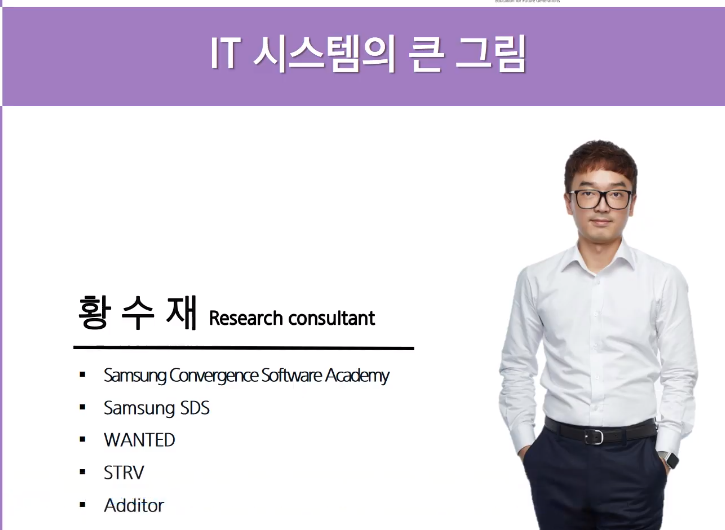 IT 시스템의 큰 그림
황 수 재 Research consultant
▪ Samsung Convergence Software Academy
▪ Samsung SDS
▪ WANTED
▪ STRV
▪ Additor